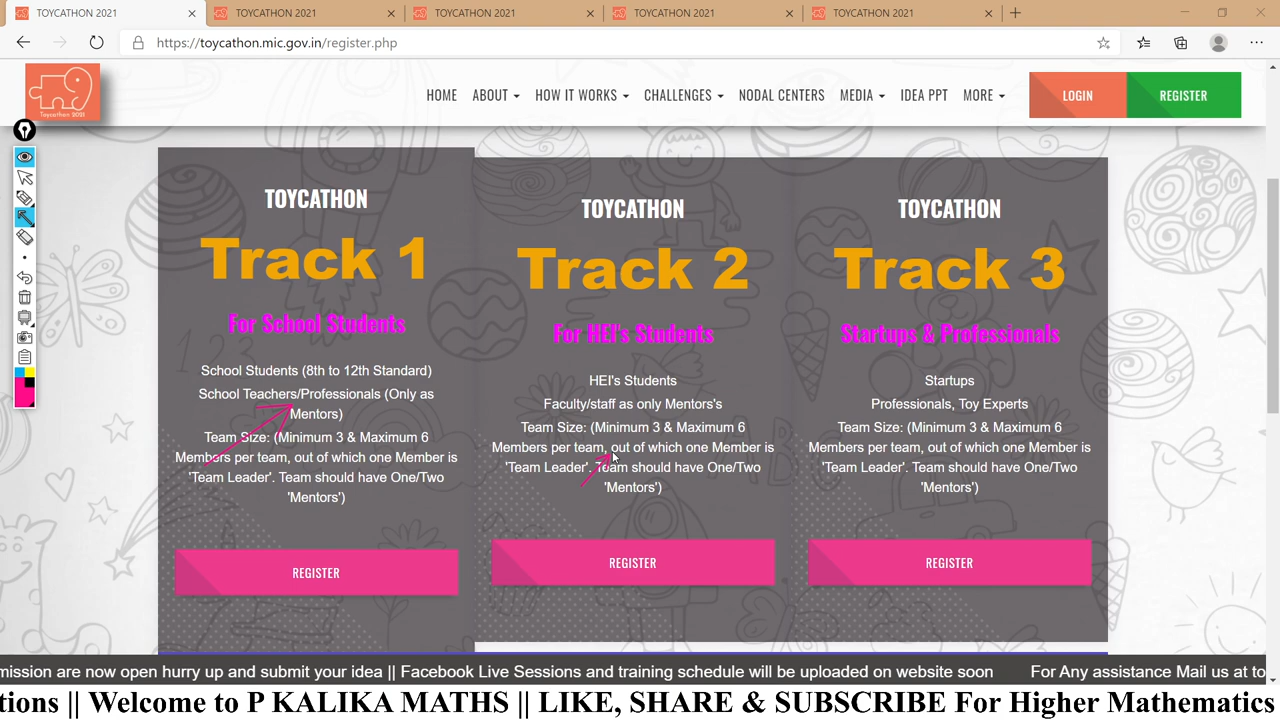 TOYCATHON 2021
TOYCATHON 2021
TOYCATHON 2021
TOYCATHON 2021
TOYCATHON 2021
https://toycathon.mic.gov.in/register.php
Toycathon 2021
HOME ABOUT HOW IT WORKS CHALLENGES NODAL CENTERS MEDIA IDEA PPT MORE LOGIN REGISTER
TOYCATHON
Track 1
For School Students
School Students (8th to 12th Standard)
School Teachers/Professionals (Only as
Mentors)
Team Size: (Minimum 3 & Maximum 6
Members per team, out of which one Member is
'Team Leader'. Team should have One/Two
'Mentors')
REGISTER
TOYCATHON
Track 2
For HEI's Students
HEI's Students
Faculty/staff as only Mentors's
Team Size: (Minimum 3 & Maximum 6
Members per team, out of which one Member is
'Team Leader'. Team should have One/Two
'Mentors')
REGISTER
TOYCATHON
Track 3
Startups & Professionals
Startups
Professionals, Toy Experts
Team Size: (Minimum 3 & Maximum 6
Members per team, out of which one Member is
'Team Leader'. Team should have One/Two
'Mentors')
REGISTER
mission are now open hurry up and submit your idea || Facebook Live Sessions and training schedule will be uploaded on website soon For Any assistance Mail us at to
tions || Welcome to P KALIKA MATHS || LIKE, SHARE & SUBSCRIBE For Higher Mathematics